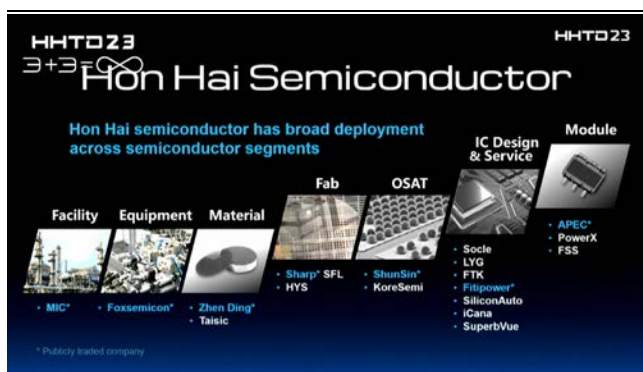 HHTD23
HHTD23
3+3=∞
Hon Hai Semiconductor
Hon Hai semiconductor has broad deployment
across semiconductor segments
Facility
• MIC*
Equipment
• Foxsemicon*
Material
• Zhen Ding*
• Taisic
Fab
• Sharp* SFL
• HYS
OSAT
• ShunSin*
• KoreSemi
IC Design
& Service
• Socle
• LYG
• FTK
• Fitipower*
• SiliconAuto
• iCana
• SuperbVue
Module
• APEC*
• PowerX
• FSS
* Publicly traded company